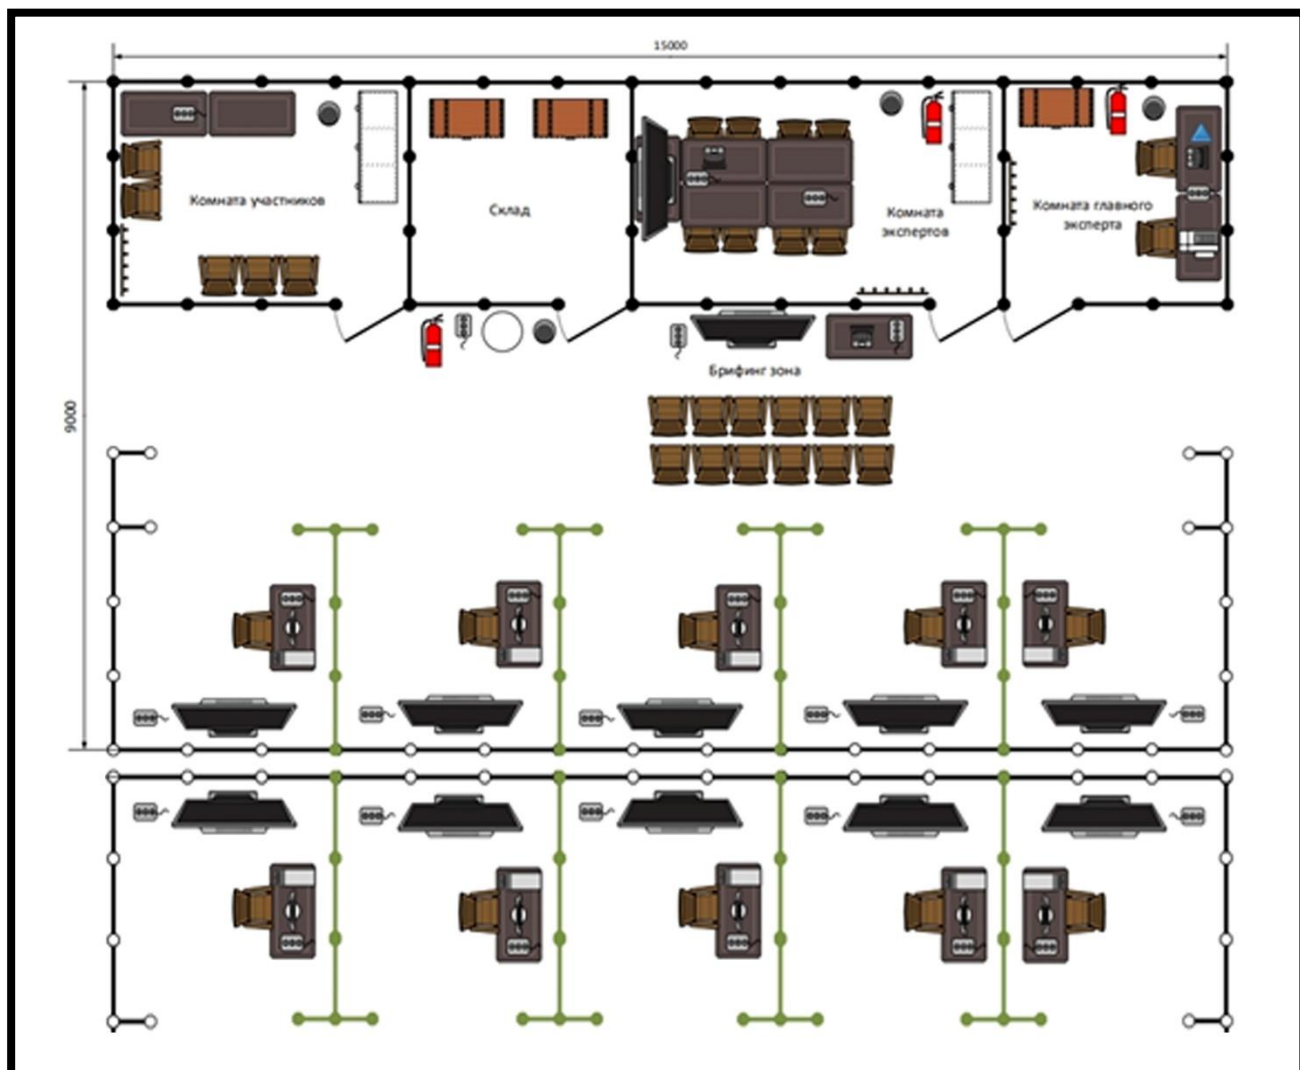 15000
Комната участников
Склад
Комната
экспертов
Комната главного
эксперта
Брифинг зона
9000